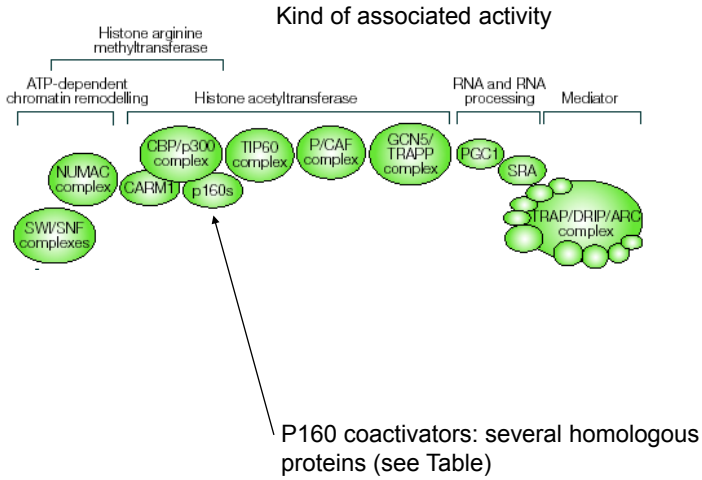 Kind of associated activity
Histone arginine
methyltransferase
ATP-dependent
chromatin remodelling
Histone acetyltransferase
RNA and RNA
processing
Mediator
CBP/p300
complex
TIP60
complex
P/CAF
complex
GCN5/
TRAPP
complex
PGC1
SRA
NUMAC
complex
CARM1
p160s
SWI/SNF
complexes
TRAP/DRIP/ARC
complex
P160 coactivators: several homologous
proteins (see Table)